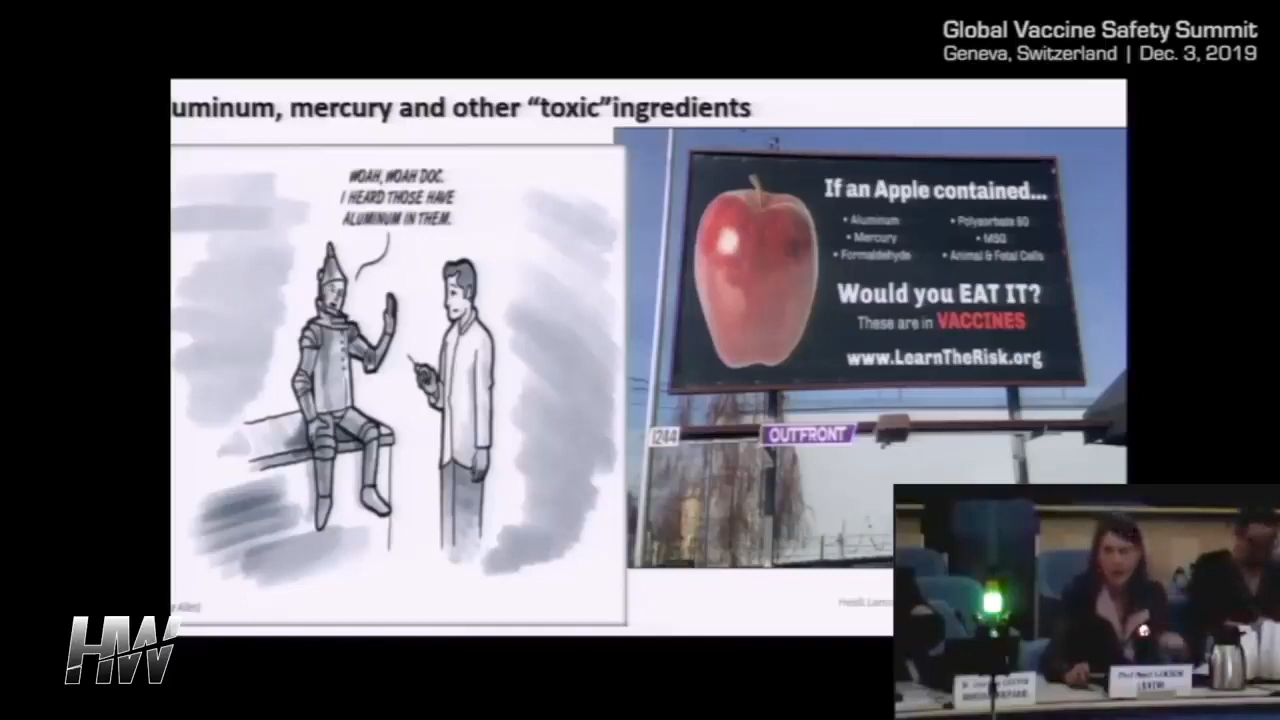 Global Vaccine Safety Summit
Geneva, Switzerland | Dec. 3, 2019
uminum, mercury and other “toxic”ingredients
WOAH, WOAH DOC.
I HEARD THOSE HAVE
ALUMINUM IN THEM.
If an Apple contained...
• Aluminum
• Mercury
• Formaldehyde
• Polysorbate 80
• MSG
• Animal & Fetal Cells
Would you EAT IT?
These are in VACCINES
www.LearnTheRisk.org
1244
OUTFRONT
Heidi
HW